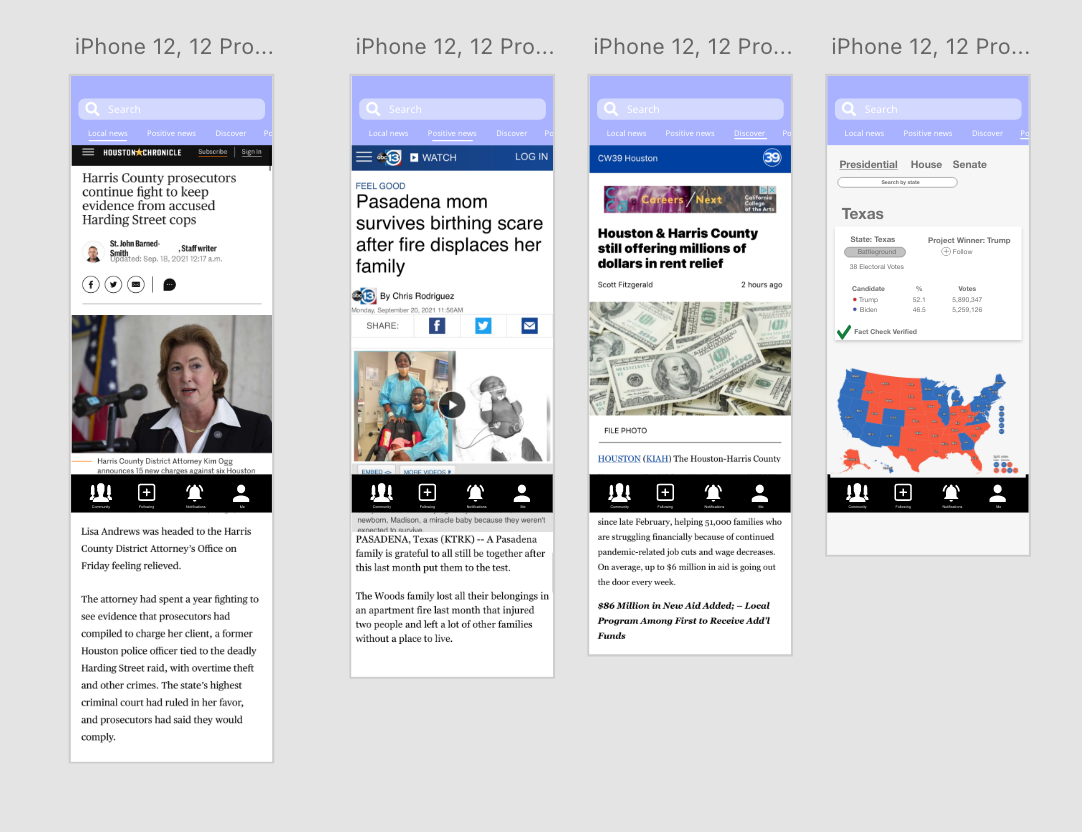 iPhone 12, 12 Pro...
Search
Local news Positive news Discover Po
HOUSTON★CHRONICLE Subscribe Sign In
Harris County prosecutors
continue fight to keep
evidence from accused
Harding Street cops
St. John Barned-
Smith , Staff writer
Updated: Sep. 18, 2021 12:17 a.m.
Harris County District Attorney Kim Ogg
announces 15 new charges against six Houston
Community Following Notifications Me
Lisa Andrews was headed to the Harris
County District Attorney’s Office on
Friday feeling relieved.
The attorney had spent a year fighting to
see evidence that prosecutors had
compiled to charge her client, a former
Houston police officer tied to the deadly
Harding Street raid, with overtime theft
and other crimes. The state’s highest
criminal court had ruled in her favor,
and prosecutors had said they would
comply.
iPhone 12, 12 Pro...
Search
Local news Positive news Discover Po
abc 13 WATCH LOG IN
FEEL GOOD
Pasadena mom
survives birthing scare
after fire displaces her
family
abc 13 By Chris Rodriguez
Monday, September 20, 2021 11:56AM
SHARE:
EMBED <> MORE VIDEOS
Community Following Notifications Me
newborn, Madison, a miracle baby because they weren't
expected to survive.
PASADENA, Texas (KTRK) -- A Pasadena
family is grateful to all still be together after
this last month put them to the test.
The Woods family lost all their belongings in
an apartment fire last month that injured
two people and left a lot of other families
without a place to live.
iPhone 12, 12 Pro...
Search
Local news Positive news Discover Po
CW39 Houston 39
Careers / Next California College of the Arts
Houston & Harris County
still offering millions of
dollars in rent relief
Scott Fitzgerald 2 hours ago
FILE PHOTO
HOUSTON (KIAH) The Houston-Harris County
Community Following Notifications Me
since late February, helping 51,000 families who
are struggling financially because of continued
pandemic-related job cuts and wage decreases.
On average, up to $6 million in aid is going out
the door every week.
$86 Million in New Aid Added; – Local
Program Among First to Receive Add’l
Funds
iPhone 12, 12 Pro...
Search
Local news Positive news Discover Po
Presidential House Senate
Search by state
Texas
State: Texas Project Winner: Trump
Battleground Follow
38 Electoral Votes
Candidate % Votes
Trump 52.1 5,890,347
Biden 46.5 5,259,126
Fact Check Verified
Community Following Notifications Me